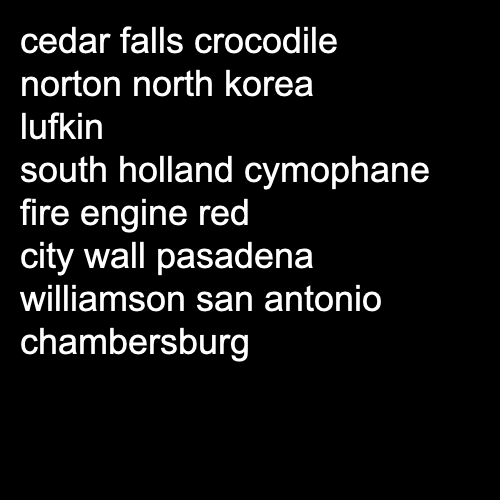 cedar falls crocodile
norton north korea
lufkin
south holland cymophane
fire engine red
city wall pasadena
williamson san antonio
chambersburg